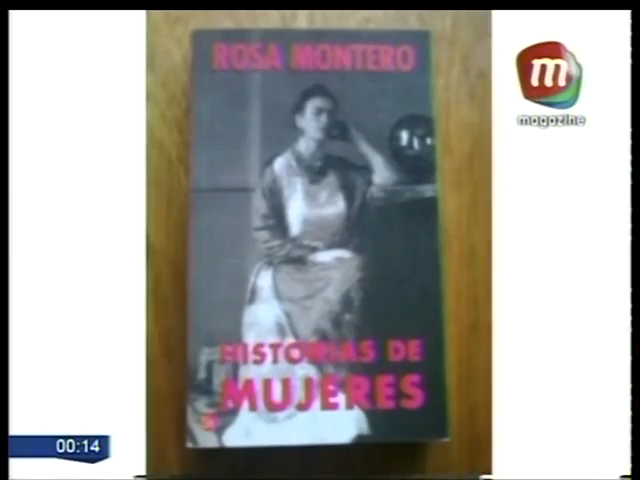 ROSA MONTERO
HISTORIAS DE
MUJERES
m
magazine
00:14